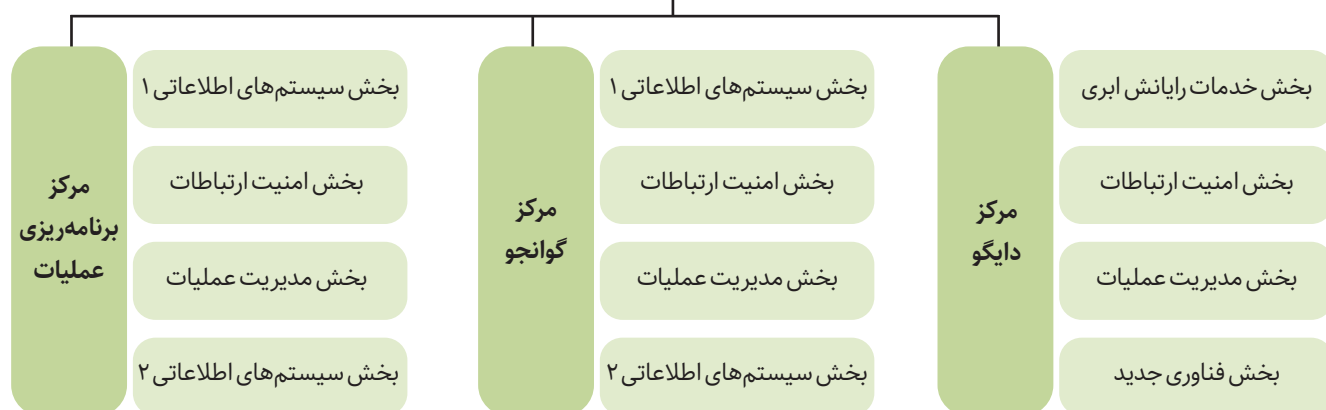 مرکز
دایگو
بخش خدمات رایانش ابری
بخش امنیت ارتباطات
بخش مدیریت عملیات
بخش فناوری جدید
مرکز
گوانجو
بخش سیستم‌های اطلاعاتی ۱
بخش امنیت ارتباطات
بخش مدیریت عملیات
بخش سیستم‌های اطلاعاتی ۲
مرکز
برنامه‌ریزی
عملیات
بخش سیستم‌های اطلاعاتی ۱
بخش امنیت ارتباطات
بخش مدیریت عملیات
بخش سیستم‌های اطلاعاتی ۲